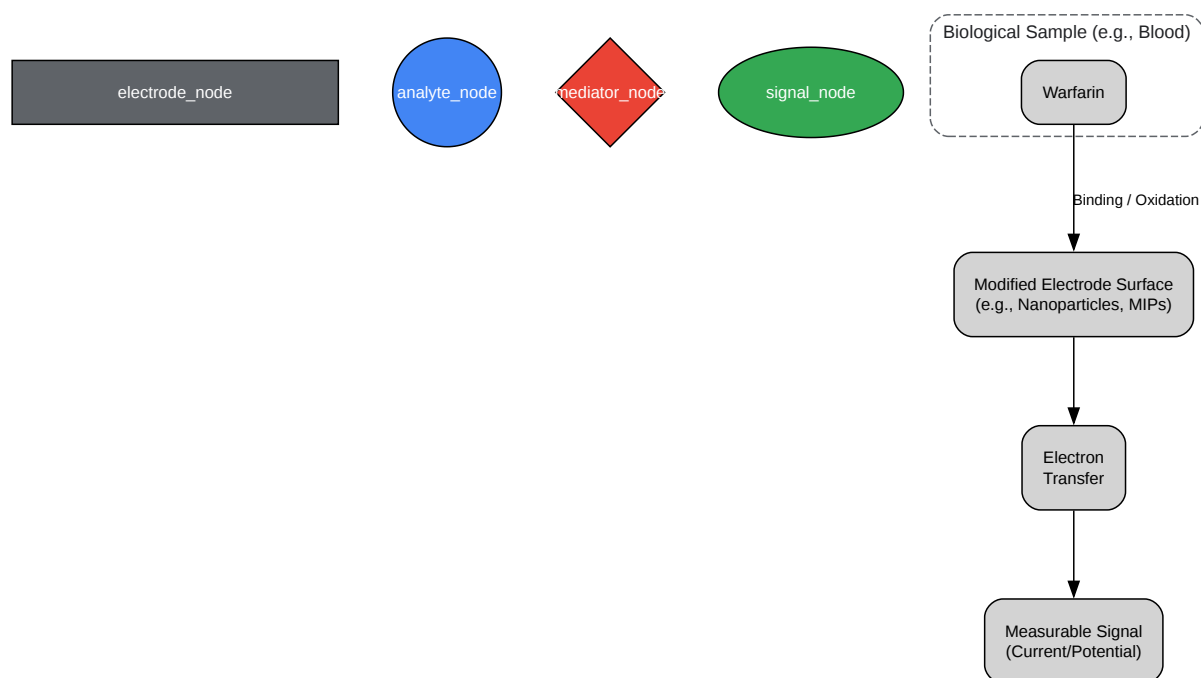 Biological Sample (e.g., Blood)
electrode_node
analyte_node
mediator_node
signal_node
Warfarin
Binding / Oxidation
Modified Electrode Surface
(e.g., Nanoparticles, MIPs)
Electron
Transfer
Measurable Signal
(Current/Potential)